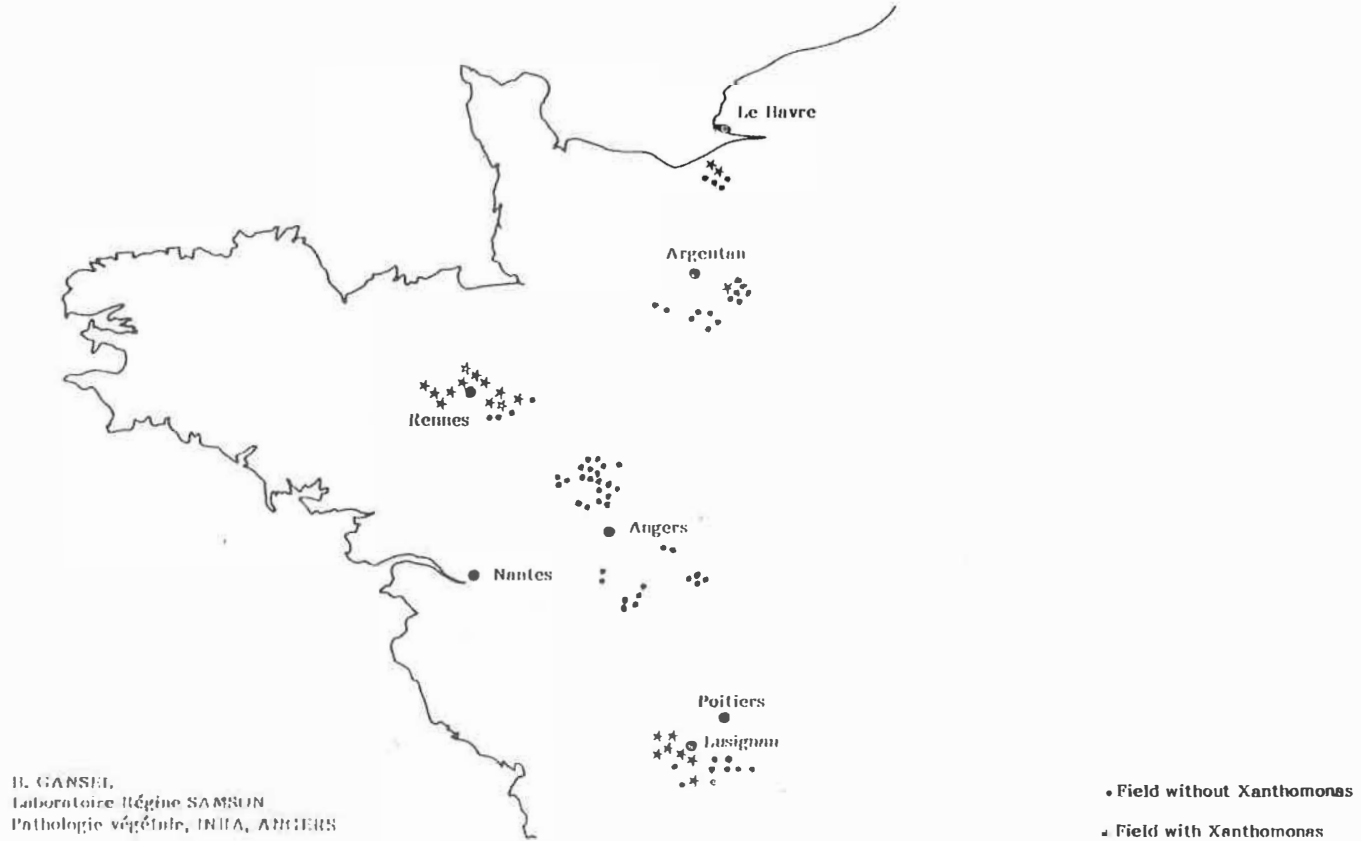 Le Havre
Argentan
Rennes
Angers
Nantes
Poitiers
Lusignan
Laboratoire Régine SAMSON
Pathologie végétale, INRA, ANGERS
Field without Xanthomonas
Field with Xanthomonas